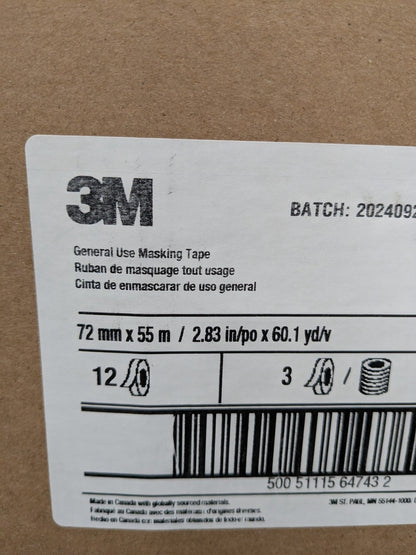 3M
BATCH: 2024092
General Use Masking Tape
Ruban de masquage tout usage
Cinta de enmascarar de uso general
72 mm x 55 m / 2.83 in/po x 60.1 yd/v
12 3 /
500 51115 64743 2
Made in Canada with globally sourced materials.
Fabriqué au Canada avec des matériaux d'origines diverses.
Hecho en Canadá con materiales obtenidos de todo el mundo.
3M ST. PAUL, MN 55144-1000,